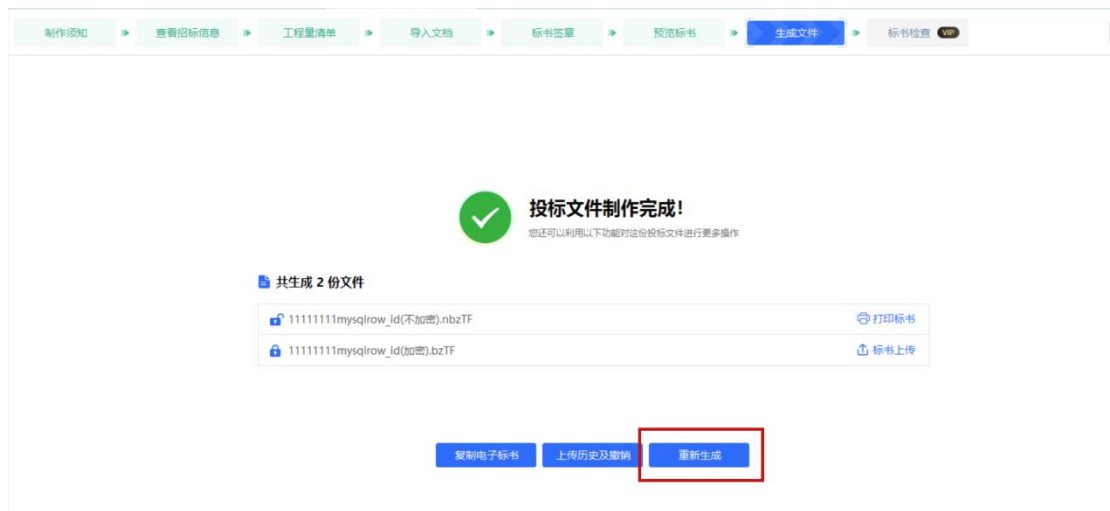 制作须知 查看招标信息 工程量清单 导入文档 标书签章 预览标书 生成文件 标书检查 VIP
投标文件制作完成！
您还可以利用以下功能对这份投标文件进行更多操作
共生成 2 份文件
11111111mysqlrow_id(不加密).nbzTF 打印标书
11111111mysqlrow_id(加密).bzTF 标书上传
复制电子标书 上传历史及撤销 重新生成